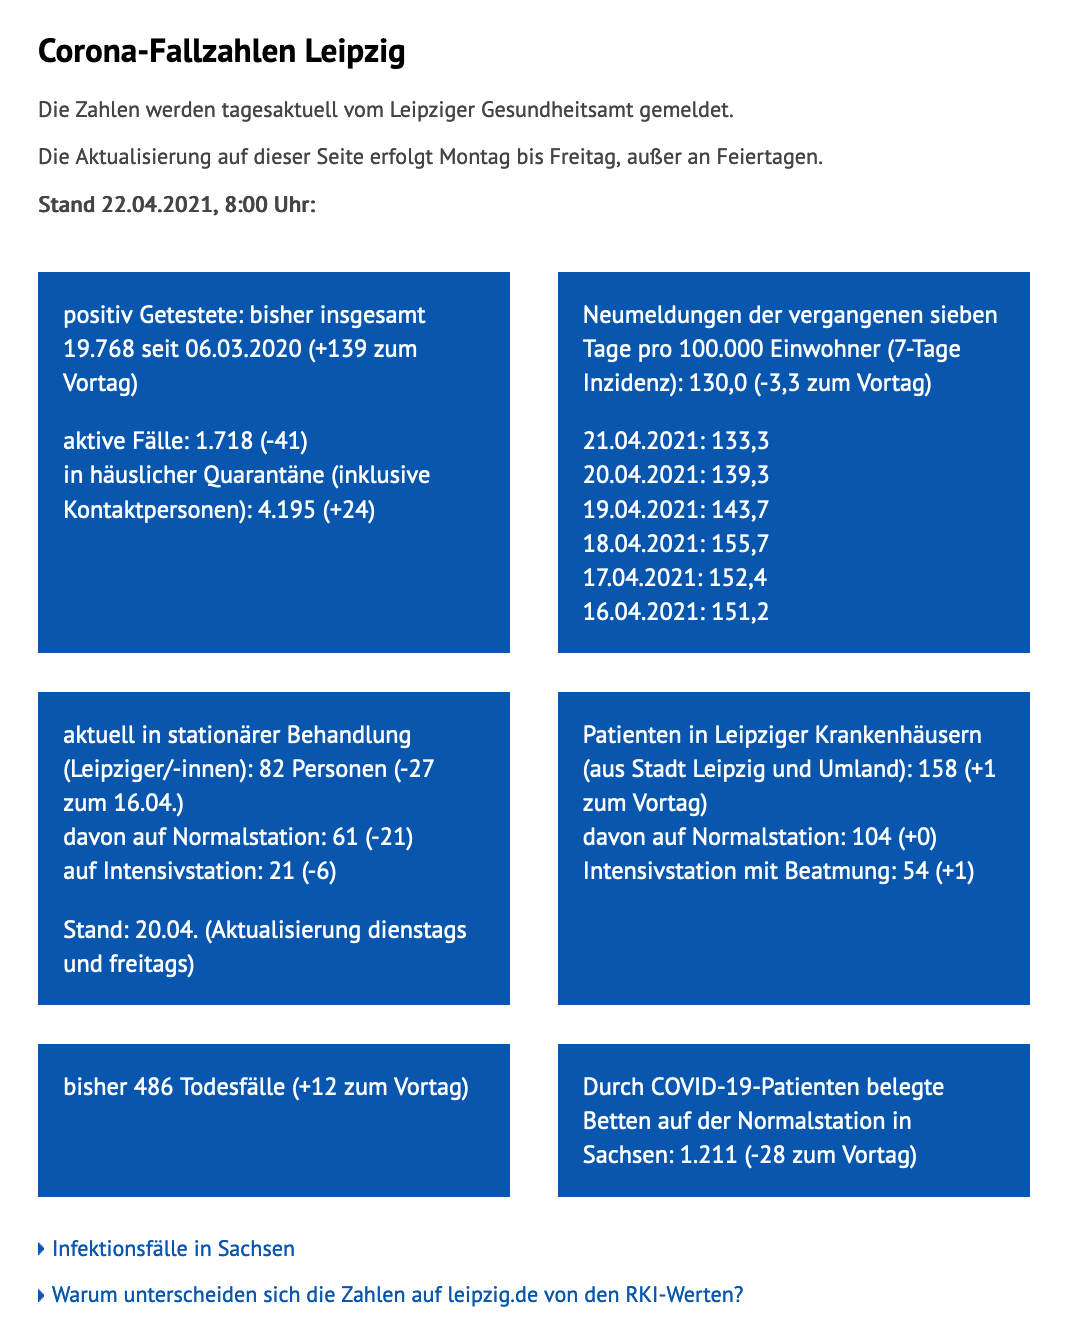 Corona-Fallzahlen Leipzig
Die Zahlen werden tagesaktuell vom Leipziger Gesundheitsamt gemeldet.
Die Aktualisierung auf dieser Seite erfolgt Montag bis Freitag, außer an Feiertagen.
Stand 22.04.2021, 8:00 Uhr:
positiv Getestete: bisher insgesamt
19.768 seit 06.03.2020 (+139 zum
Vortag)
aktive Fälle: 1.718 (-41)
in häuslicher Quarantäne (inklusive
Kontaktpersonen): 4.195 (+24)
Neumeldungen der vergangenen sieben
Tage pro 100.000 Einwohner (7-Tage
Inzidenz): 130,0 (-3,3 zum Vortag)
21.04.2021: 133,3
20.04.2021: 139,3
19.04.2021: 143,7
18.04.2021: 155,7
17.04.2021: 152,4
16.04.2021: 151,2
aktuell in stationärer Behandlung
(Leipziger/-innen): 82 Personen (-27
zum 16.04.)
davon auf Normalstation: 61 (-21)
auf Intensivstation: 21 (-6)
Stand: 20.04. (Aktualisierung dienstags
und freitags)
Patienten in Leipziger Krankenhäusern
(aus Stadt Leipzig und Umland): 158 (+1
zum Vortag)
davon auf Normalstation: 104 (+0)
Intensivstation mit Beatmung: 54 (+1)
bisher 486 Todesfälle (+12 zum Vortag)
Durch COVID-19-Patienten belegte
Betten auf der Normalstation in
Sachsen: 1.211 (-28 zum Vortag)
Infektionsfälle in Sachsen
Warum unterscheiden sich die Zahlen auf leipzig.de von den RKI-Werten?